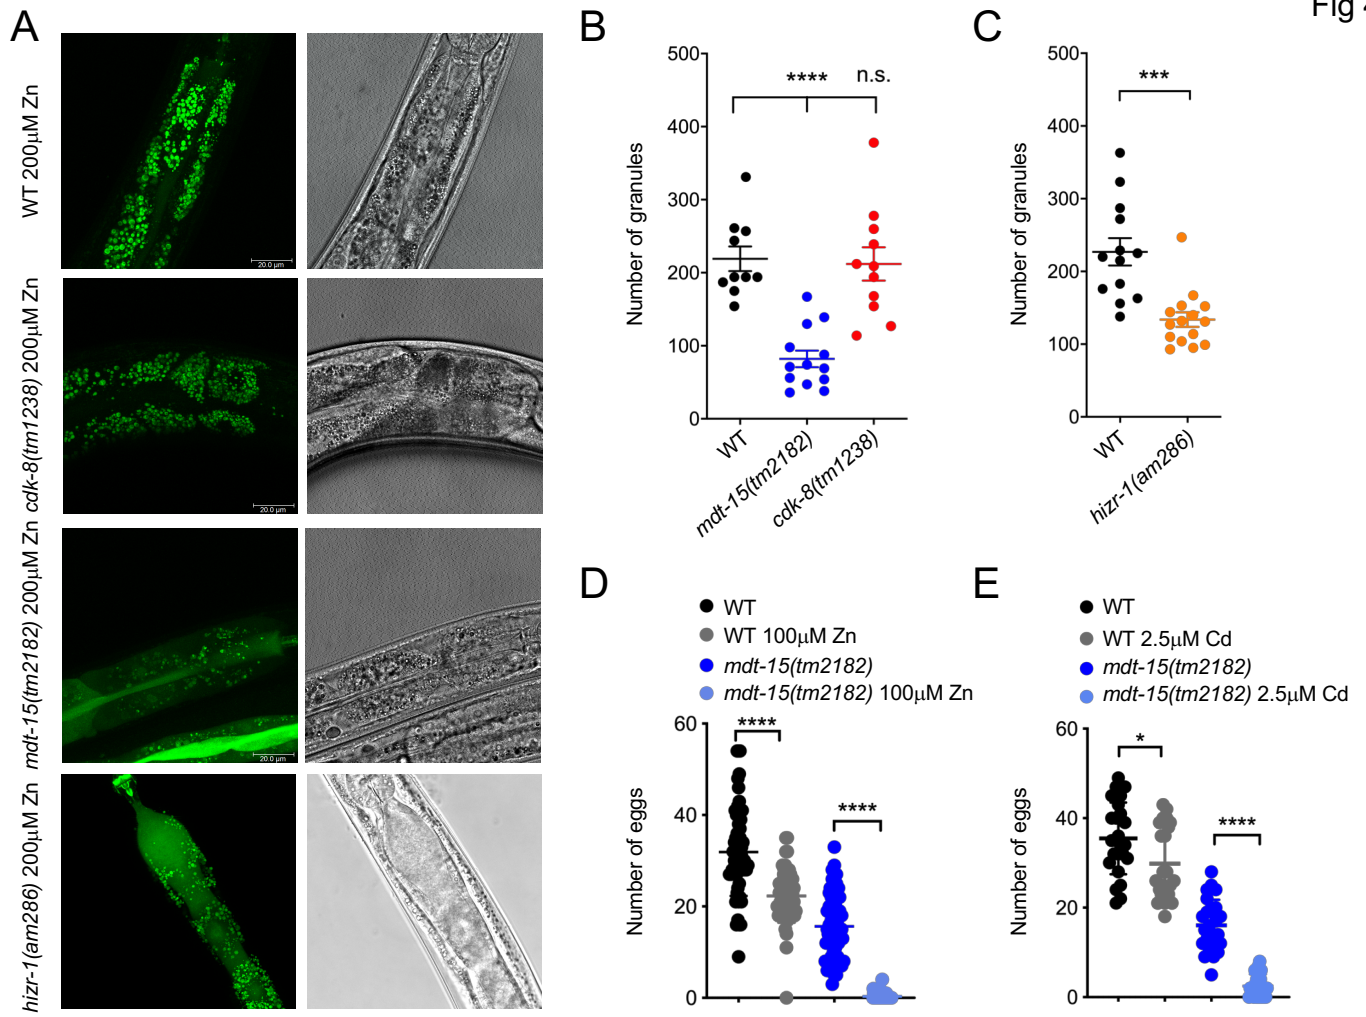 Fig
A
WT 200μM Zn
cdk-8(tm1238) 200μM Zn
mdt-15(tm2182) 200μM Zn
hizr-1(am286) 200μM Zn
20.0 μm
20.0 μm
20.0 μm
B
Number of granules
500
400
300
200
100
0
****
n.s.
WT
mdt-15(tm2182)
cdk-8(tm1238)
C
Number of granules
500
400
300
200
100
0
***
WT
hizr-1(am286)
D
WT
WT 100μM Zn
mdt-15(tm2182)
mdt-15(tm2182) 100μM Zn
Number of eggs
60
40
20
0
****
****
E
WT
WT 2.5μM Cd
mdt-15(tm2182)
mdt-15(tm2182) 2.5μM Cd
Number of eggs
60
40
20
0
*
****